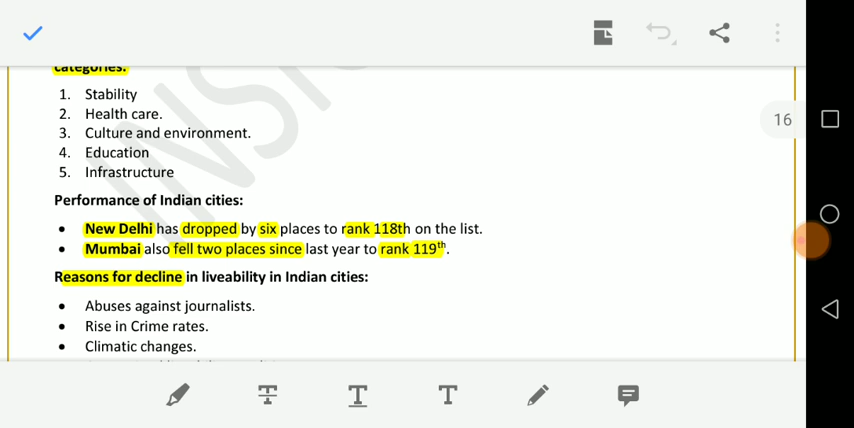 categories:
1. Stability
16
2. Health care.
3. Culture and environment.
4. Education
5. Infrastructure
Performance of Indian cities:
• New Delhi has dropped by six places to rank 118th on the list.
• Mumbai also fell two places since last year to rank 119th.
Reasons for decline in liveability in Indian cities:
• Abuses against journalists.
• Rise in Crime rates.
• Climatic changes.